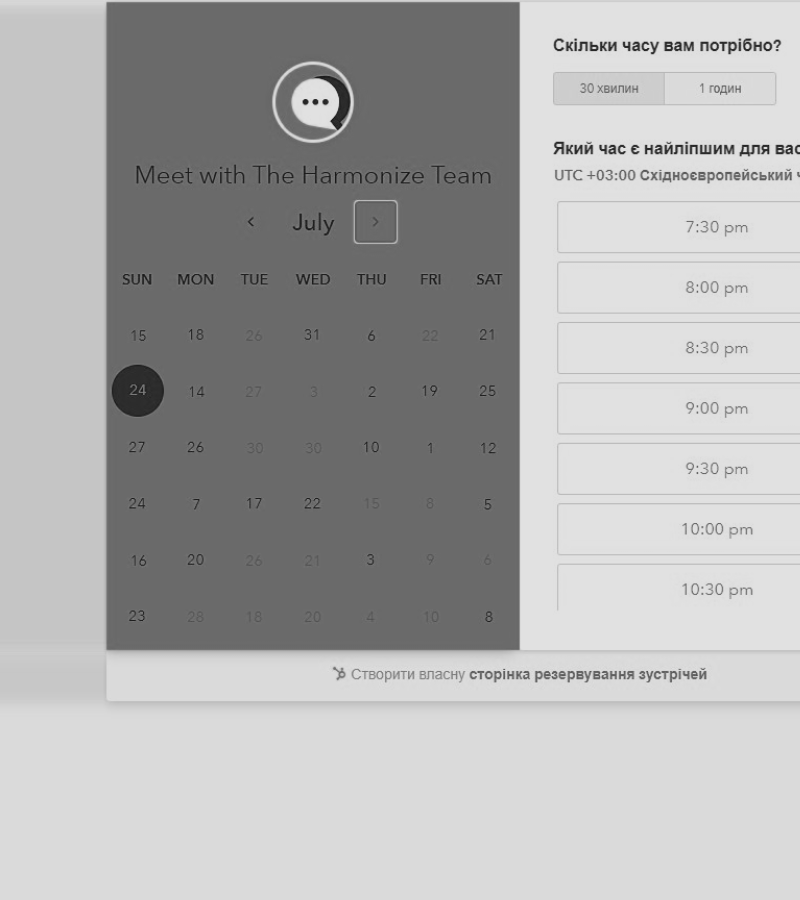 Meet with The Harmonize Team
July
SUN MON TUE WED THU FRI SAT
15 18 26 31 6 22 21
24 14 27 3 2 19 25
27 26 30 30 10 1 12
24 7 17 22 15 8 5
16 20 26 21 3 9 6
23 28 18 20 4 10 8
Скільки часу вам потрібно?
30 хвилин 1 годин
Який час є найліпшим для вас
UTC +03:00 Східноєвропейський ч
7:30 pm
8:00 pm
8:30 pm
9:00 pm
9:30 pm
10:00 pm
10:30 pm
Створити власну сторінка резервування зустрічей